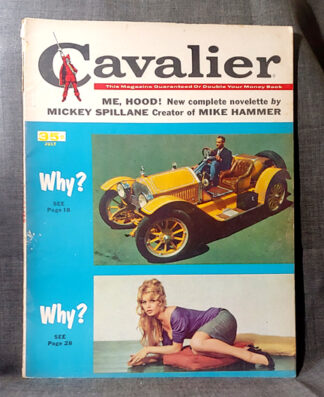 Cavalier
This Magazine Guaranteed Or Double Your Money Back
ME, HOOD! New complete novelette by
MICKEY SPILLANE Creator of MIKE HAMMER
35¢
JULY
Why?
SEE
Page 18
Why?
SEE
Page 28